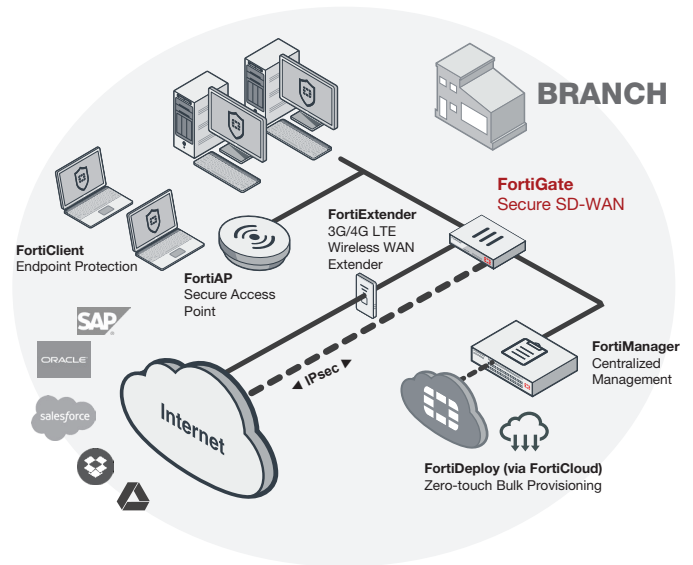 BRANCH
FortiGate
Secure SD-WAN
FortiExtender
3G/4G LTE
Wireless WAN
Extender
FortiClient
Endpoint Protection
FortiAP
Secure Access
Point
SAP
ORACLE
salesforce
Internet
◄ IPsec ►
FortiManager
Centralized
Management
FortiDeploy (via FortiCloud)
Zero-touch Bulk Provisioning